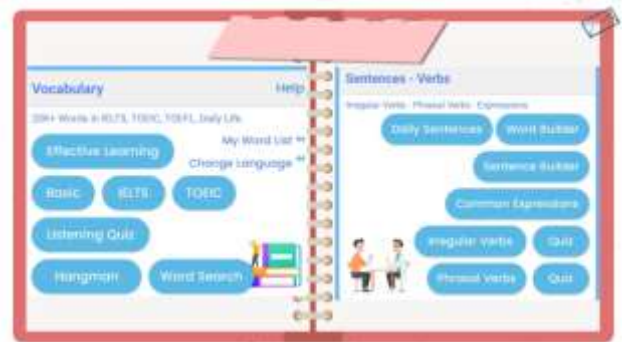 Vocabulary
Help
20K+ Words in IELTS, TOEIC, TOEFL, Daily Life
My Word List
Change Language
Effective Learning
Basic
IELTS
TOEIC
Listening Quiz
Hangman
Word Search
Sentences - Verbs
Irregular Verbs Phrasal Verbs Expressions
Daily Sentences
Word Builder
Sentence Builder
Common Expressions
Irregular Verbs
Quiz
Phrasal Verbs
Quiz